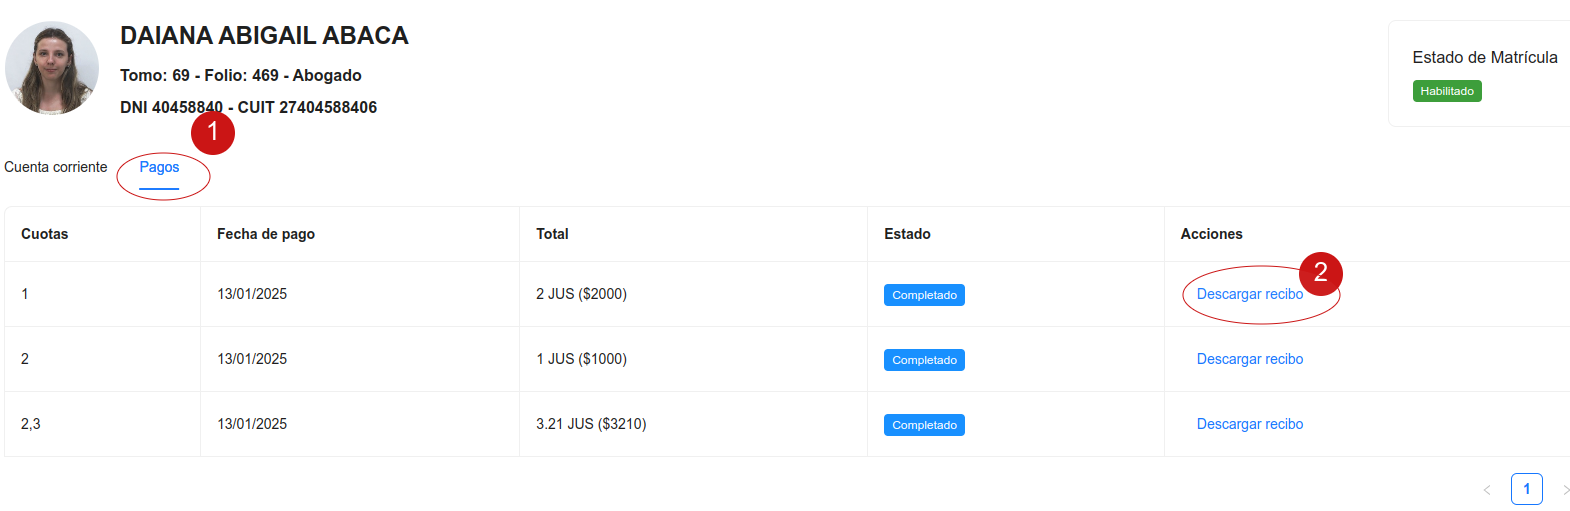 DAIANA ABIGAIL ABACA
Tomo: 69 - Folio: 469 - Abogado
DNI 40458840 - CUIT 27404588406
Estado de Matrícula
Habilitado
1
Cuenta corriente Pagos
Cuotas Fecha de pago Total Estado Acciones
2
1 13/01/2025 2 JUS ($2000) Completado Descargar recibo
2 13/01/2025 1 JUS ($1000) Completado Descargar recibo
2,3 13/01/2025 3.21 JUS ($3210) Completado Descargar recibo
< 1 >